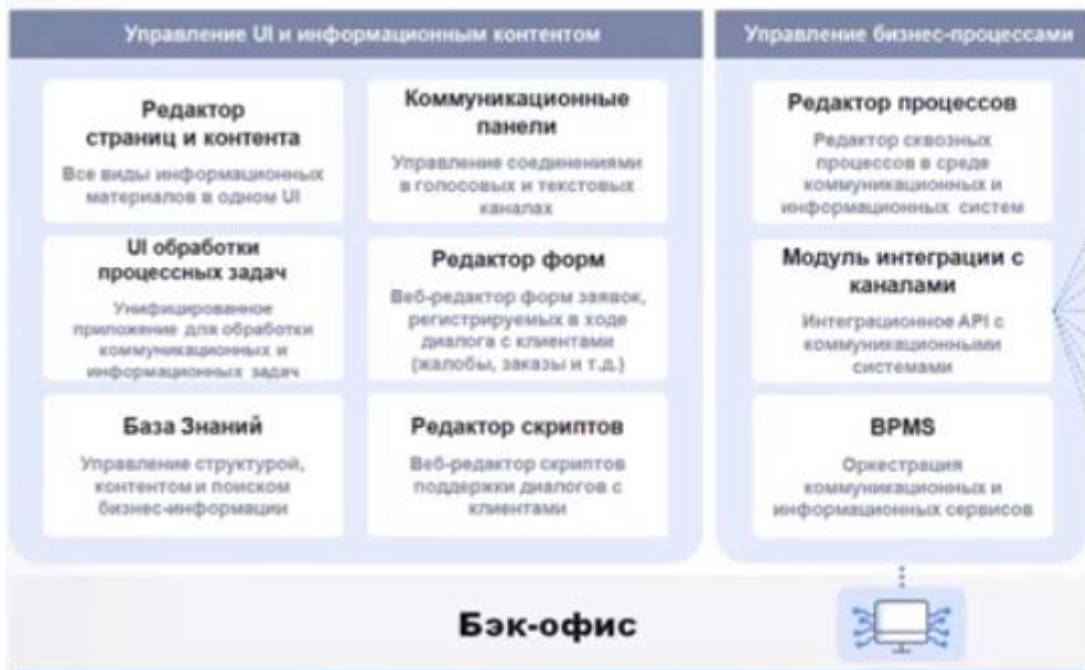 Управление UI и информационным контентом
Редактор
страниц и контента
Все виды информационных
материалов в одном UI
Коммуникационные
панели
Управление соединениями
в голосовых и текстовых
каналах
UI обработки
процессных задач
Унифицированное
приложение для обработки
коммуникационных и
информационных задач
Редактор форм
Веб-редактор форм заявок,
регистрируемых в ходе
диалога с клиентами
(жалобы, заказы и т.д.)
База Знаний
Управление структурой,
контентом и поиском
бизнес-информации
Редактор скриптов
Веб-редактор скриптов
поддержки диалогов с
клиентами
Управление бизнес-процессами
Редактор процессов
Редактор сквозных
процессов в среде
коммуникационных и
информационных систем
Модуль интеграции с
каналами
Интеграционное API с
коммуникационными
системами
BPMS
Оркестрация
коммуникационных и
информационных сервисов
Бэк-офис